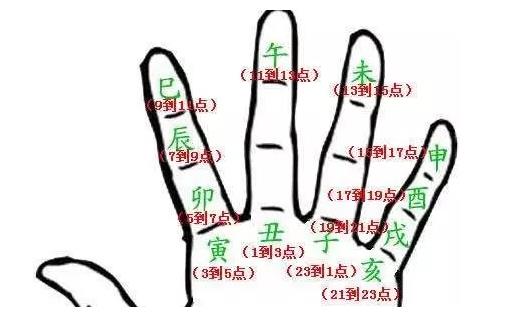 午
(11到13点)
未
(13到15点)
巳
(9到11点)
辰
(7到9点)
申
(15到17点)
卯
(5到7点)
酉
(17到19点)
寅
(3到5点)
丑
(1到3点)
子
(23到1点)
戌
(19到21点)
亥
(21到23点)